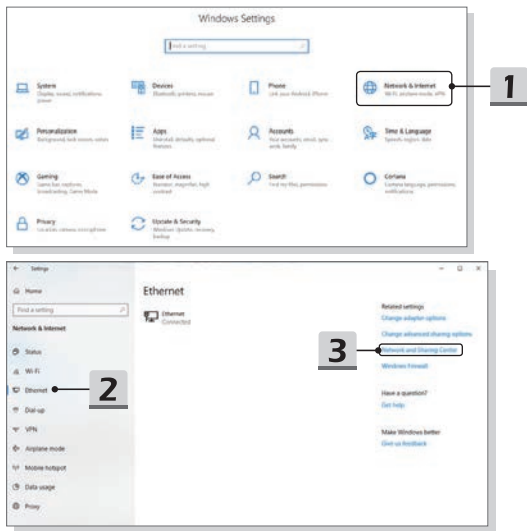 Windows Settings
Find a setting
System
Display, sound, notifications, power
Devices
Bluetooth, printers, mouse
Phone
Link your Android, iPhone
Network & Internet
Wi-Fi, airplane mode, VPN
1
Personalization
Background, lock screen, colors
Apps
Uninstall, defaults, optional
features
Accounts
Your accounts, email, sync,
work, family
Time & Language
Speech, region, date
Gaming
Game bar, captures,
broadcasting, Game Mode
Ease of Access
Narrator, magnifier, high
contrast
Search
Find my files, permissions
Cortana
Cortana language, permissions,
notifications
Privacy
Location, camera, microphone
Update & Security
Windows Update, recovery,
backup
Settings
Home
Find a setting
Network & Internet
Status
Wi-Fi
Ethernet
2
Dial-up
VPN
Airplane mode
Mobile hotspot
Data usage
Proxy
Ethernet
Ethernet
Connected
Related settings
Change adapter options
Change advanced sharing options
3
Network and Sharing Center
Windows Firewall
Have a question?
Get help
Make Windows better
Give us feedback